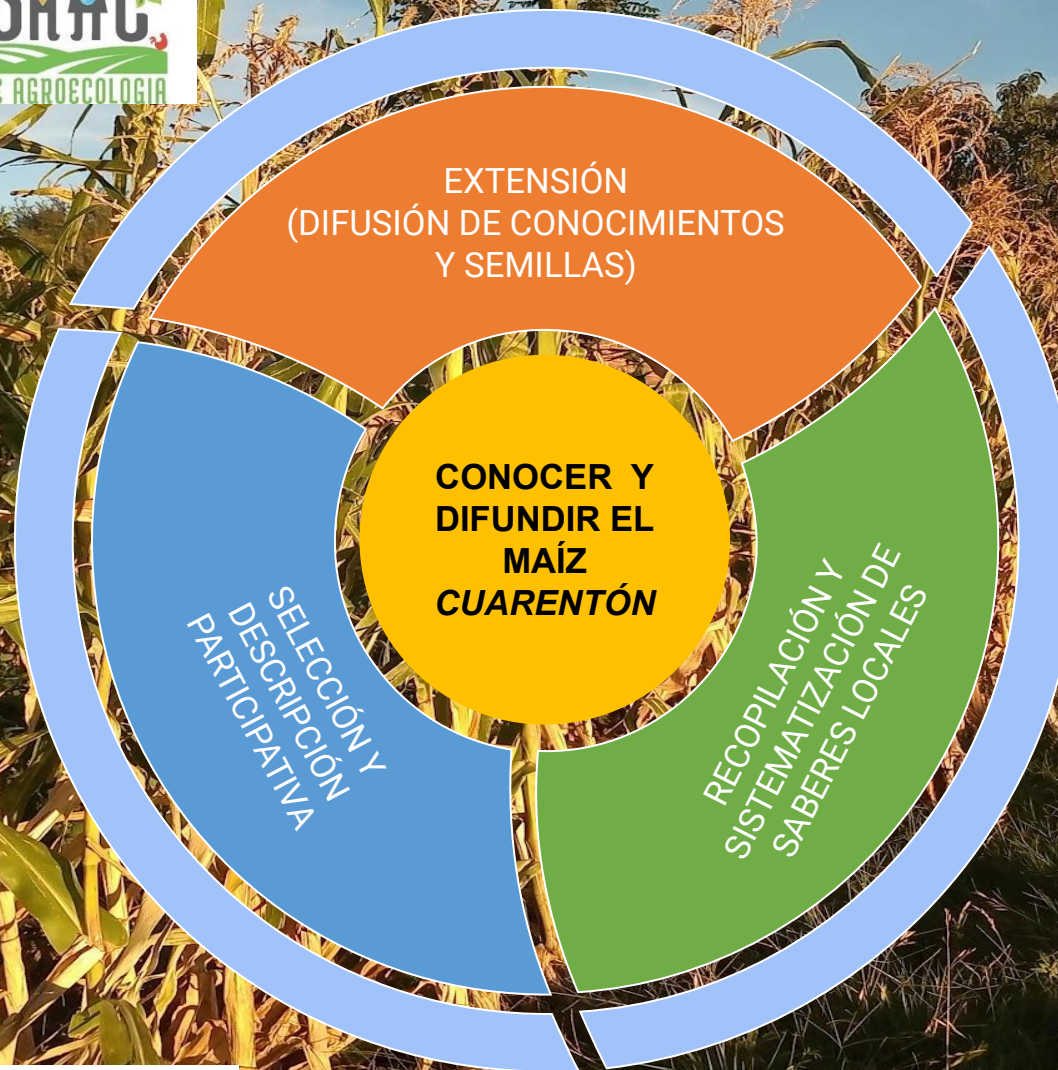 AGROECOLOGIA
EXTENSIÓN
(DIFUSIÓN DE CONOCIMIENTOS
Y SEMILLAS)
CONOCER Y
DIFUNDIR EL
MAÍZ
CUARENTÓN
RECOPILACIÓN Y
SISTEMATIZACIÓN DE
SABERES LOCALES
SELECCIÓN Y
DESCRIPCIÓN
PARTICIPATIVA